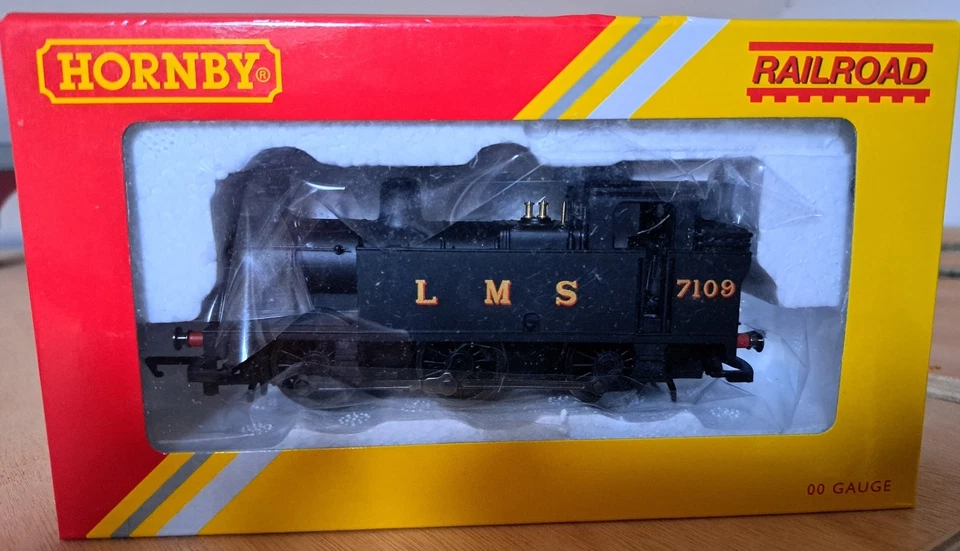 HORNBY®
RAILROAD
L M S 7109
00 GAUGE